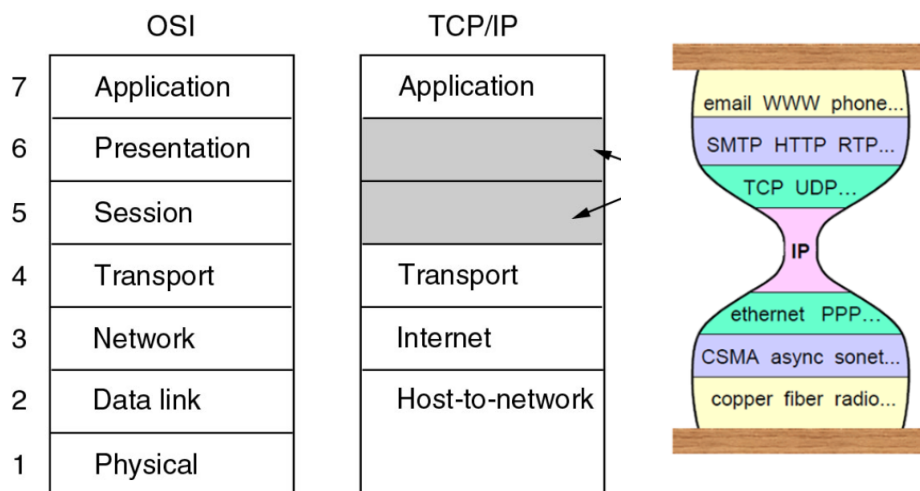 OSI
TCP/IP
7
Application
Application
6
Presentation
5
Session
4
Transport
Transport
3
Network
Internet
2
Data link
Host-to-network
1
Physical
email WWW phone...
SMTP HTTP RTP...
TCP UDP…
IP
ethernet PPP…
CSMA async sonet...
copper fiber radio...